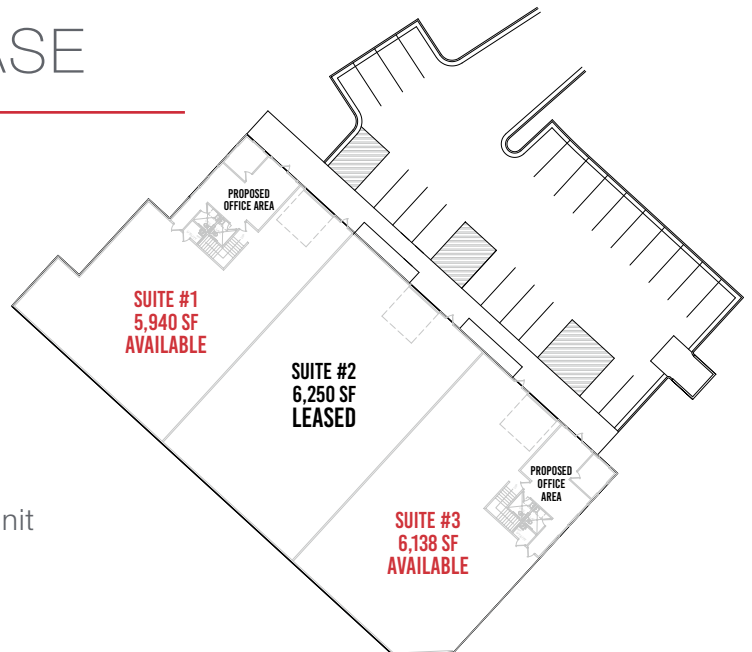 ASE
PROPOSED
OFFICE AREA
SUITE #1
5,940 SF
AVAILABLE
SUITE #2
6,250 SF
LEASED
PROPOSED
OFFICE
AREA
nit
SUITE #3
6,138 SF
AVAILABLE